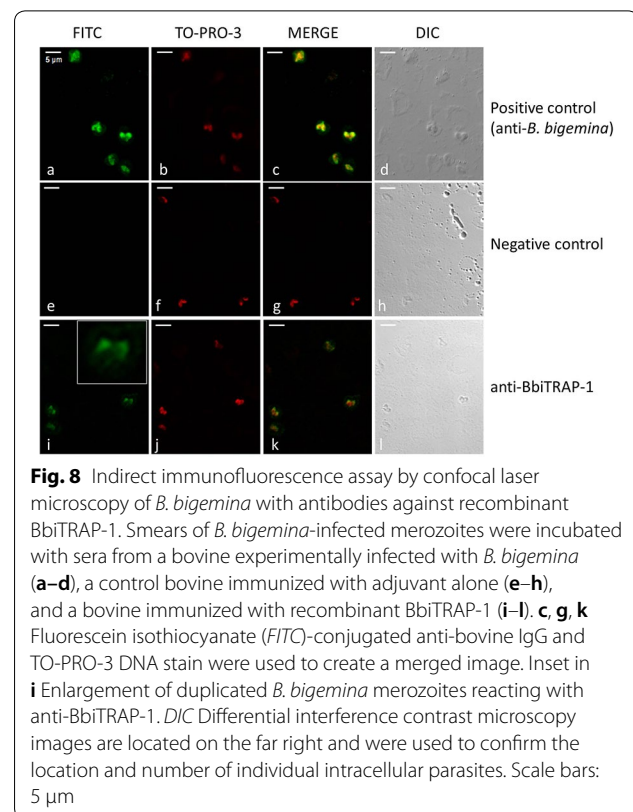 FITC TO-PRO-3 MERGE DIC
5 µm
a b c d
Positive control
(anti-B. bigemina)
e f g h
Negative control
i j k l
anti-BbiTRAP-1
Fig. 8 Indirect immunofluorescence assay by confocal laser
microscopy of B. bigemina with antibodies against recombinant
BbiTRAP-1. Smears of B. bigemina-infected merozoites were incubated
with sera from a bovine experimentally infected with B. bigemina
(a–d), a control bovine immunized with adjuvant alone (e–h),
and a bovine immunized with recombinant BbiTRAP-1 (i–l). c, g, k
Fluorescein isothiocyanate (FITC)-conjugated anti-bovine IgG and
TO-PRO-3 DNA stain were used to create a merged image. Inset in
i Enlargement of duplicated B. bigemina merozoites reacting with
anti-BbiTRAP-1. DIC Differential interference contrast microscopy
images are located on the far right and were used to confirm the
location and number of individual intracellular parasites. Scale bars:
5 µm